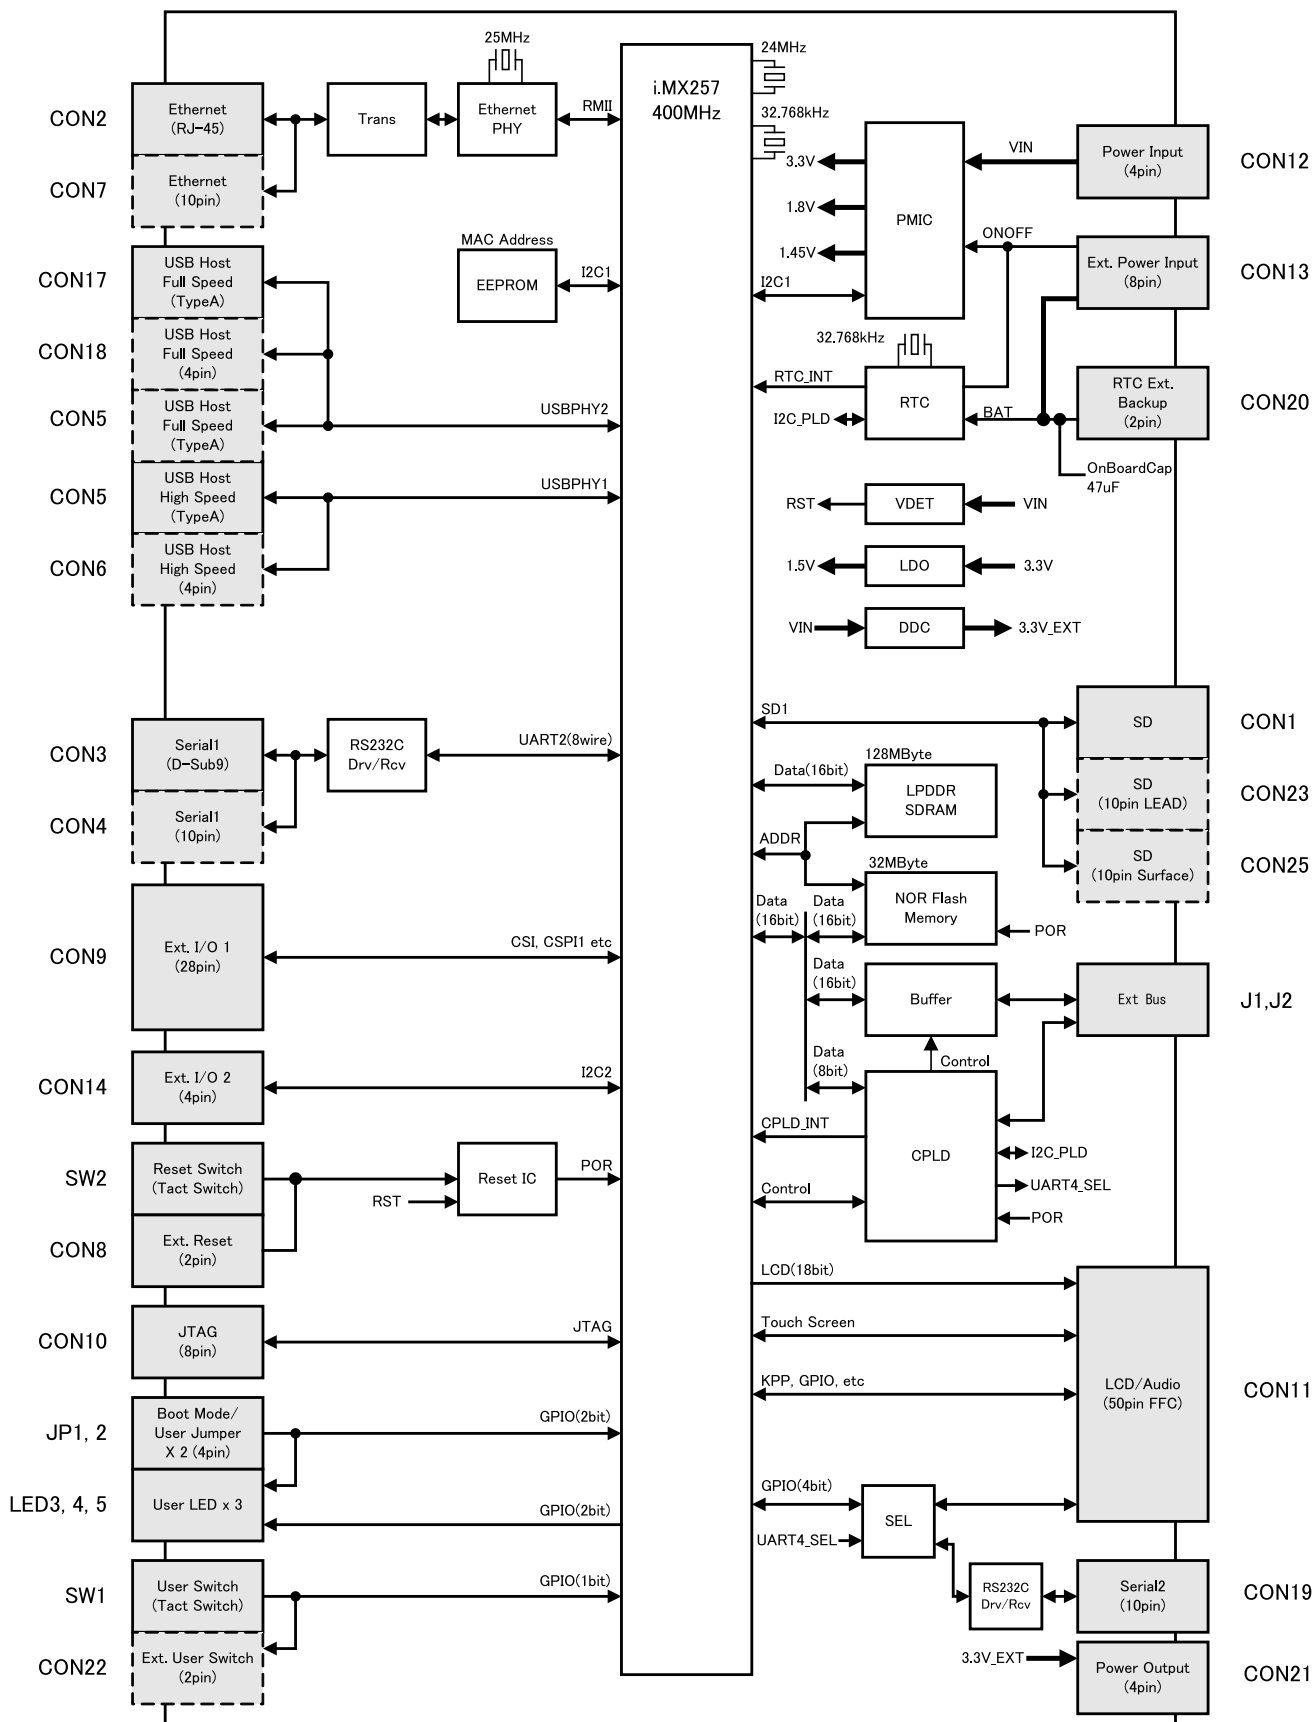 25MHz
24MHz
i.MX257
400MHz
CON2
Ethernet
(RJ-45)
Trans
Ethernet
PHY
RMII
32.768kHz
CON7
Ethernet
(10pin)
3.3V
1.8V
1.45V
PMIC
VIN
Power Input
(4pin)
CON12
ONOFF
Ext. Power Input
(8pin)
CON13
I2C1
MAC Address
EEPROM
I2C1
CON17
USB Host
Full Speed
(TypeA)
CON18
USB Host
Full Speed
(4pin)
CON5
USB Host
Full Speed
(TypeA)
USBPHY2
CON5
USB Host
High Speed
(TypeA)
USBPHY1
CON6
USB Host
High Speed
(4pin)
32.768kHz
RTC_INT
I2C_PLD
RTC
BAT
RTC Ext.
Backup
(2pin)
CON20
OnBoardCap
47uF
RST
VDET
VIN
1.5V
LDO
3.3V
VIN
DDC
3.3V_EXT
CON3
Serial1
(D-Sub9)
RS232C
Drv/Rcv
UART2(8wire)
CON4
Serial1
(10pin)
SD1
SD
CON1
SD
(10pin LEAD)
CON23
SD
(10pin Surface)
CON25
128MByte
Data(16bit)
LPDDR
SDRAM
ADDR
32MByte
NOR Flash
Memory
Data
(16bit)
Data
(16bit)
POR
CON9
Ext. I/O 1
(28pin)
CSI, CSPI1 etc
Data
(16bit)
Buffer
Ext Bus
J1,J2
Control
Data
(8bit)
CON14
Ext. I/O 2
(4pin)
I2C2
CPLD_INT
CPLD
I2C_PLD
UART4_SEL
Control
POR
SW2
Reset Switch
(Tact Switch)
Reset IC
POR
RST
CON8
Ext. Reset
(2pin)
CON10
JTAG
(8pin)
JTAG
LCD(18bit)
Touch Screen
KPP, GPIO, etc
LCD/Audio
(50pin FFC)
CON11
JP1, 2
Boot Mode/
User Jumper
X 2 (4pin)
GPIO(2bit)
LED3, 4, 5
User LED x 3
GPIO(2bit)
GPIO(4bit)
SEL
UART4_SEL
SW1
User Switch
(Tact Switch)
GPIO(1bit)
RS232C
Drv/Rcv
Serial2
(10pin)
CON19
CON22
Ext. User Switch
(2pin)
3.3V_EXT
Power Output
(4pin)
CON21